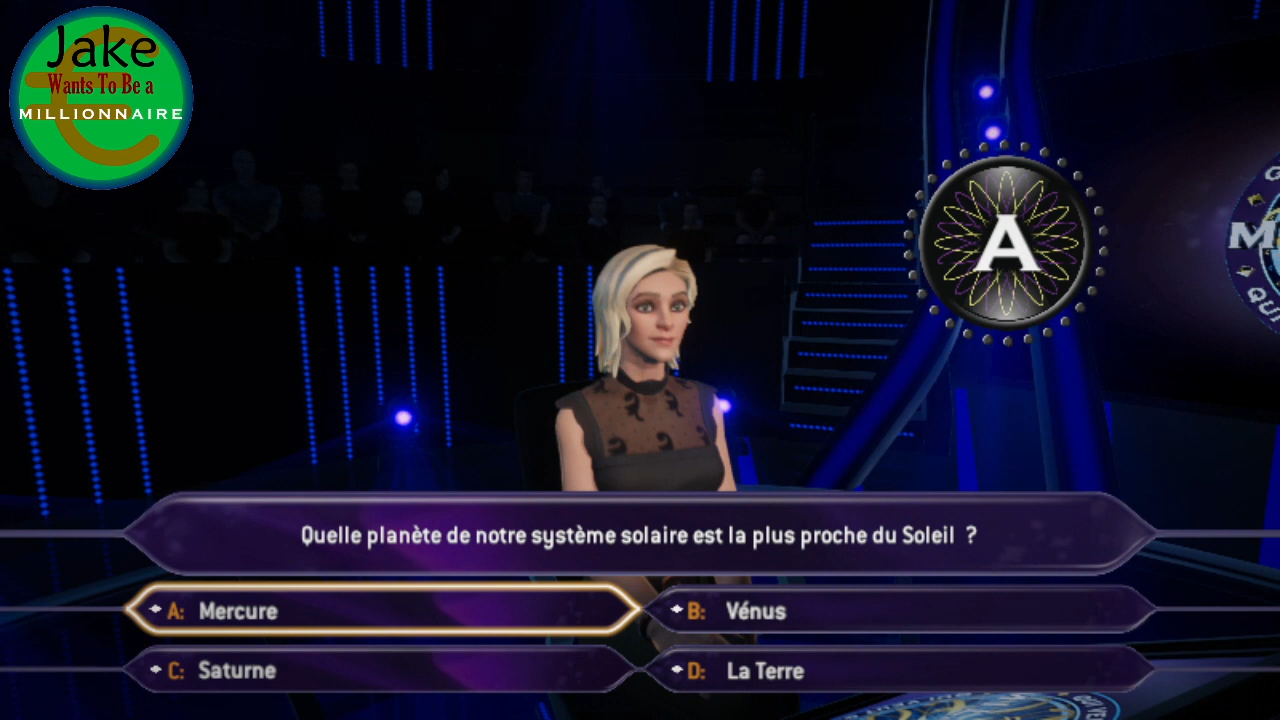 Jake
Wants To Be a
MILLIONNAIRE
A
Quelle planète de notre système solaire est la plus proche du Soleil ?
A: Mercure
B: Vénus
C: Saturne
D: La Terre